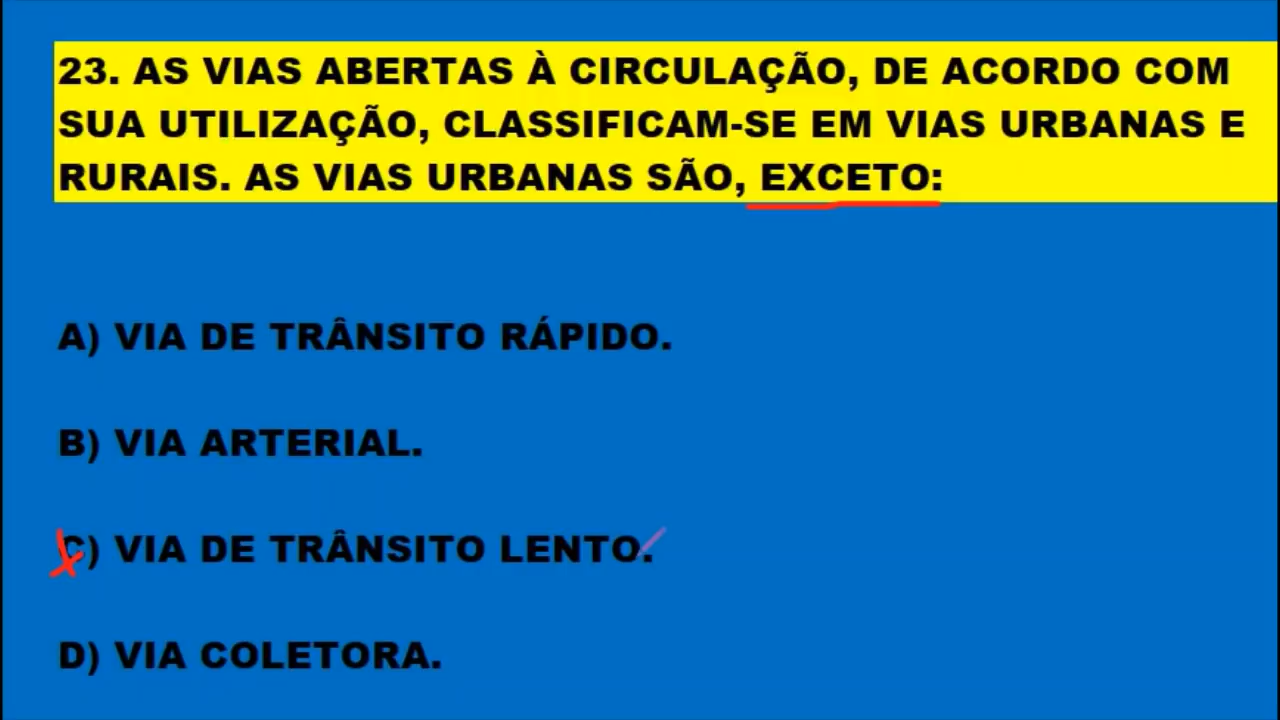 23. AS VIAS ABERTAS À CIRCULAÇÃO, DE ACORDO COM
SUA UTILIZAÇÃO, CLASSIFICAM-SE EM VIAS URBANAS E
RURAIS. AS VIAS URBANAS SÃO, EXCETO:
A) VIA DE TRÂNSITO RÁPIDO.
B) VIA ARTERIAL.
C) VIA DE TRÂNSITO LENTO.
D) VIA COLETORA.